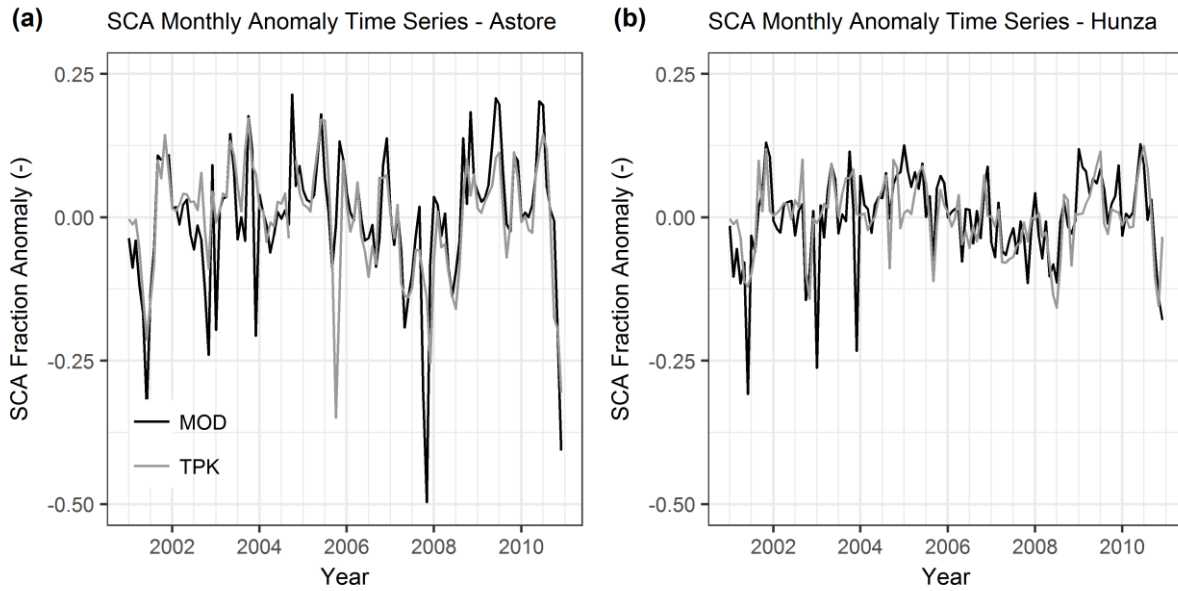 (a) SCA Monthly Anomaly Time Series - Astore
SCA Fraction Anomaly (-)
0.25
0.00
-0.25
-0.50
MOD
TPK
2002 2004 2006 2008 2010
Year
(b) SCA Monthly Anomaly Time Series - Hunza
SCA Fraction Anomaly (-)
0.25
0.00
-0.25
-0.50
2002 2004 2006 2008 2010
Year